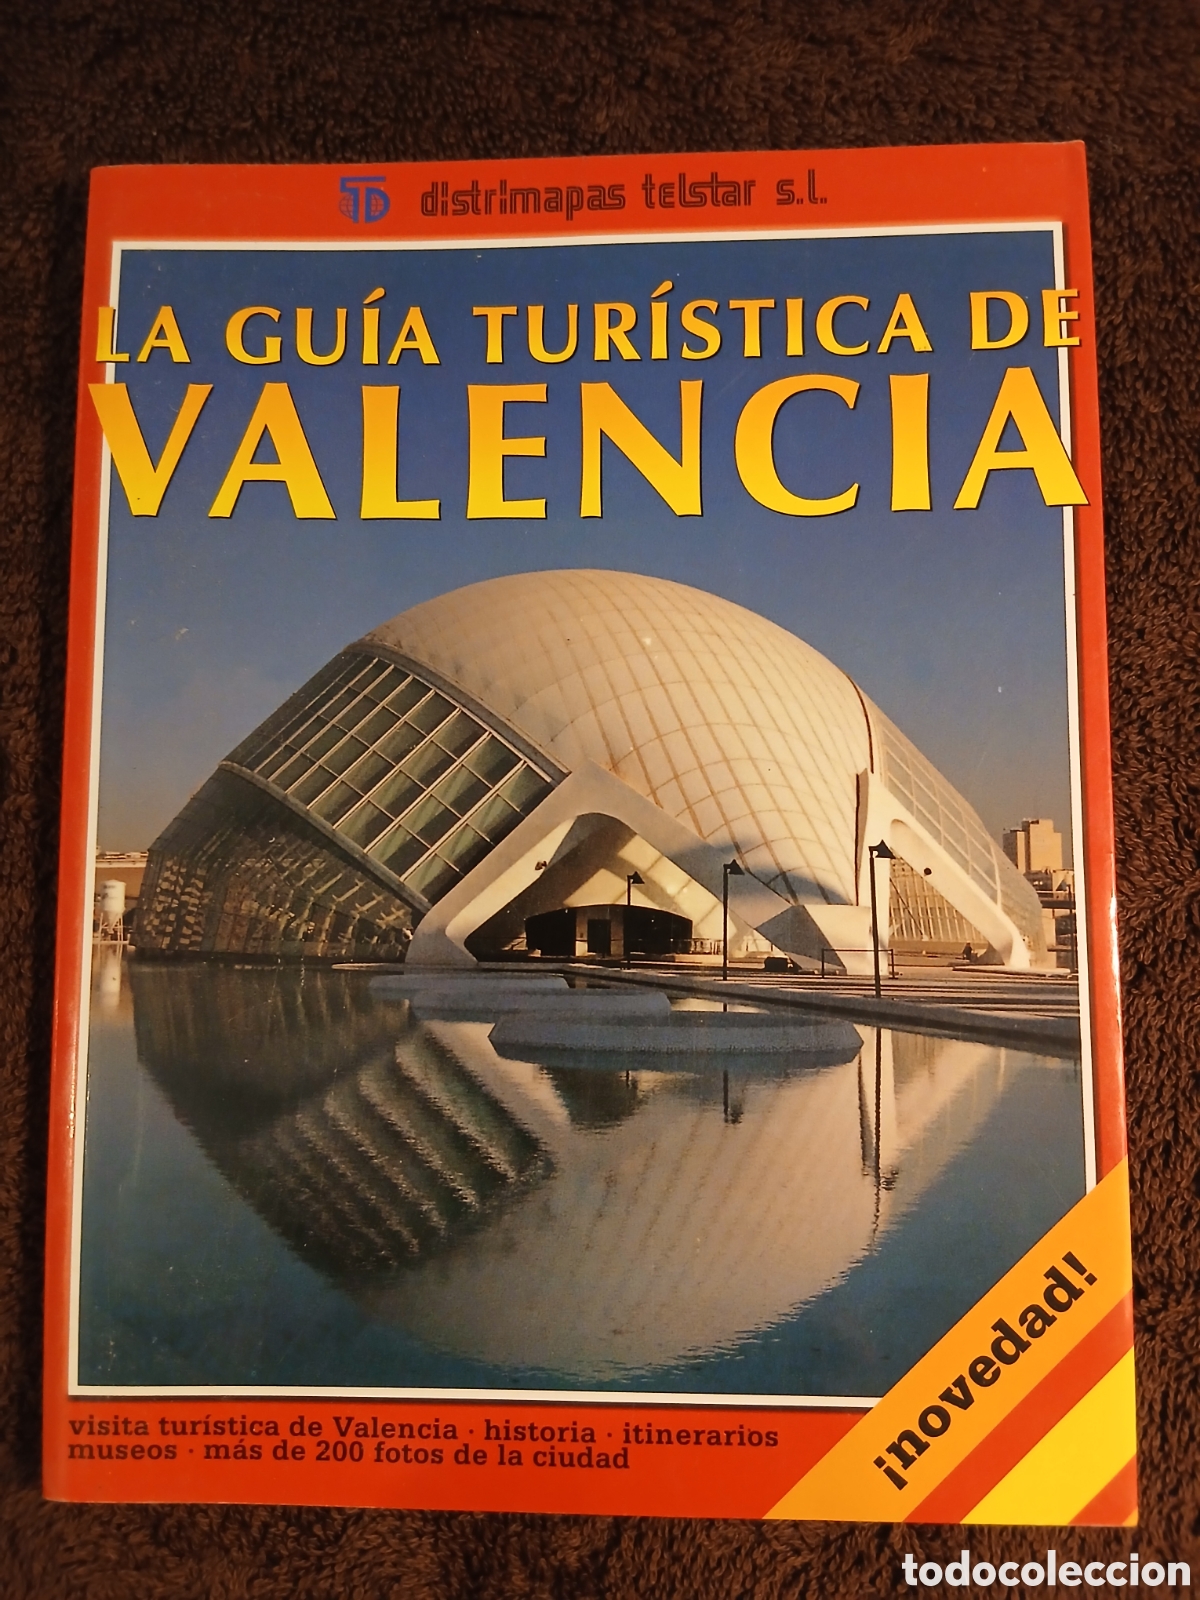 TD distrimapas telstar s.l.
LA GUÍA TURÍSTICA DE
VALENCIA
visita turística de Valencia · historia · itinerarios
museos · más de 200 fotos de la ciudad
¡novedad!
todocoleccion